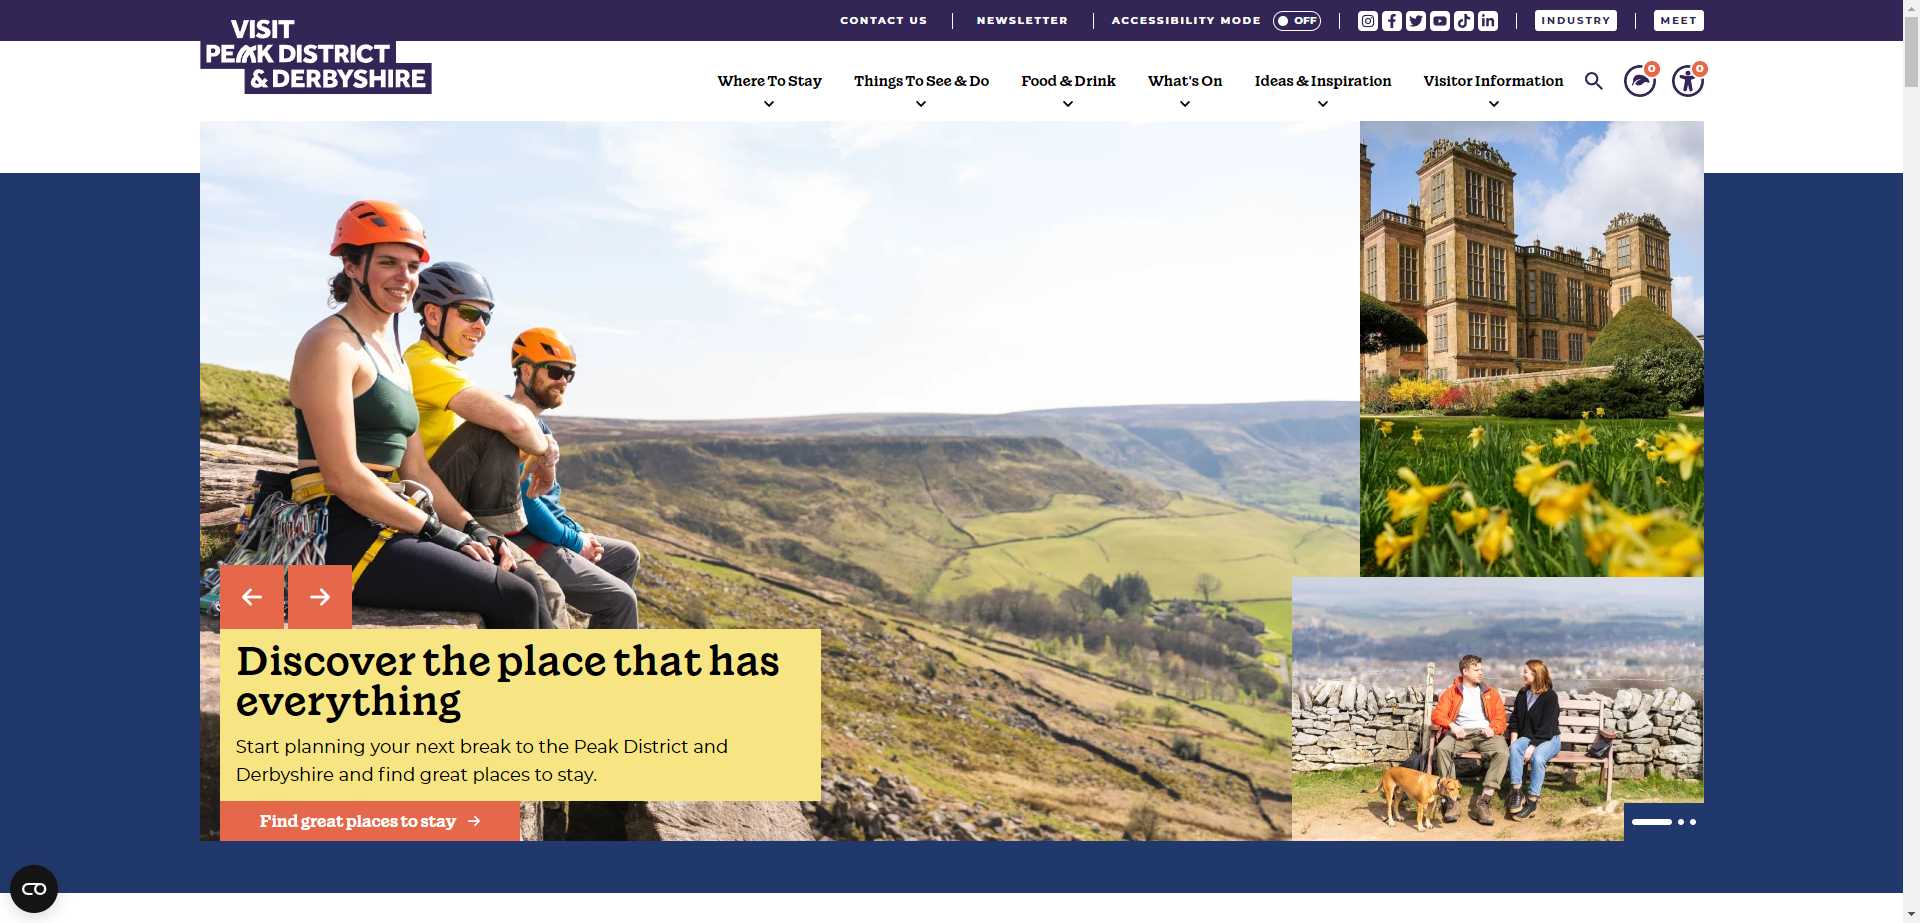 CONTACT US
NEWSLETTER
ACCESSIBILITY MODE
OFF
INDUSTRY
MEET
VISIT
PEAK DISTRICT
& DERBYSHIRE
Where To Stay
Things To See & Do
Food & Drink
What's On
Ideas & Inspiration
Visitor Information
0
0
Discover the place that has
everything
Start planning your next break to the Peak District and
Derbyshire and find great places to stay.
Find great places to stay